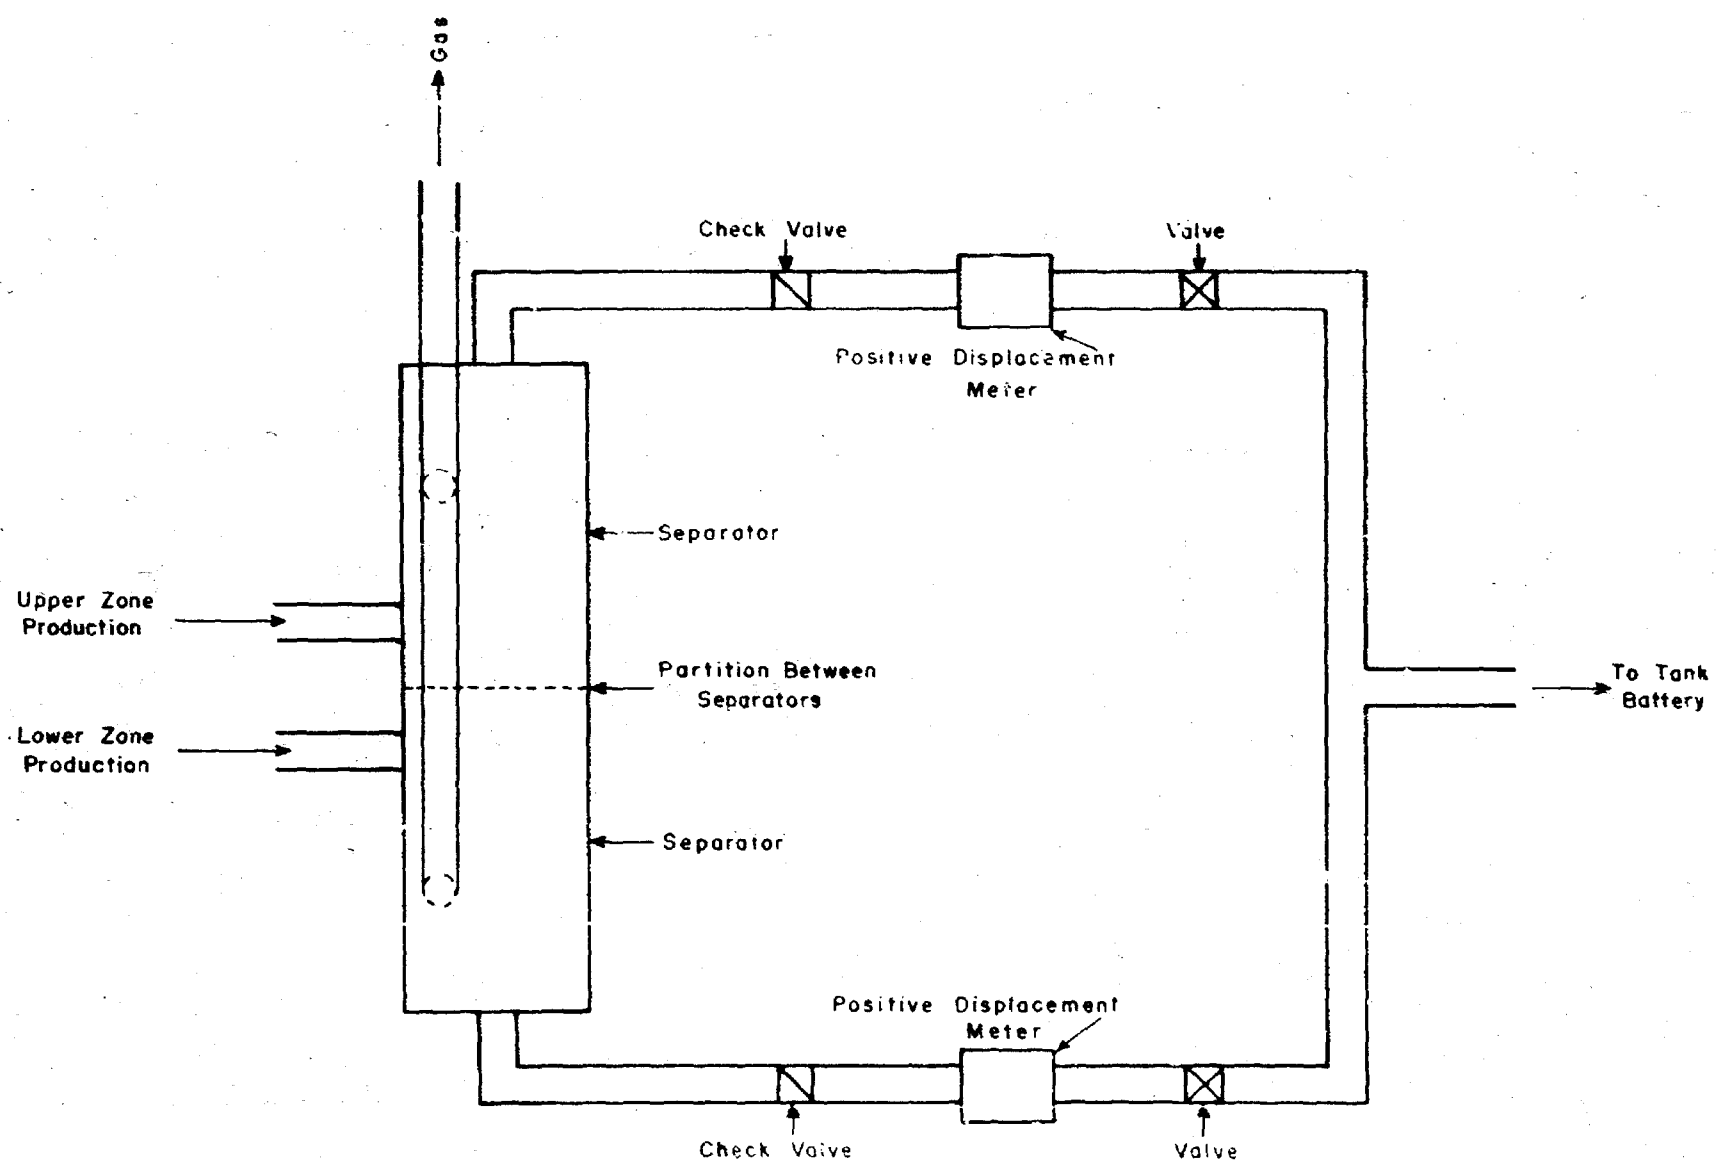 Gas
Check Valve
Valve
Positive Displacement
Meter
Separator
Upper Zone
Production
Partition Between
Separators
To Tank
Battery
Lower Zone
Production
Separator
Positive Displacement
Meter
Check Valve
Valve